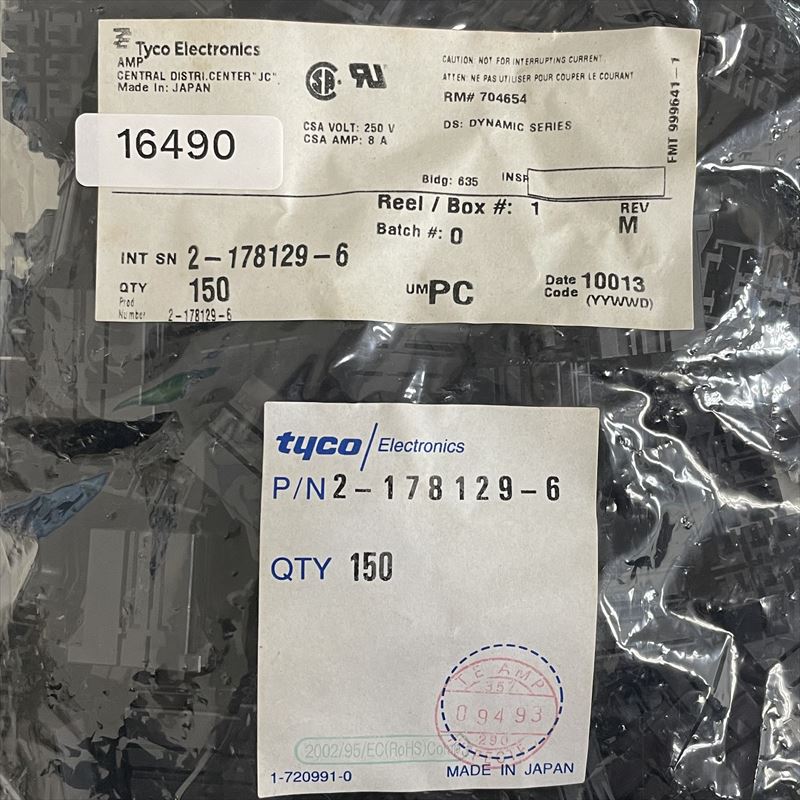 Tyco Electronics
AMP
CENTRAL DISTRI.CENTER"JC"
Made In: JAPAN
CAUTION: NOT FOR INTERRUPTING CURRENT
ATTEN: NE PAS UTILISER POUR COUPER LE COURANT
RM# 704654
CSA VOLT: 250 V
CSA AMP: 8 A
DS: DYNAMIC SERIES
FMT 999641-1
16490
Bldg: 635
INSP
Reel / Box #: 1
REV
M
Batch #: 0
INT SN 2-178129-6
QTY 150
UM PC
Date Code 10013
(YYWWD)
Prod Number 2-178129-6
tyco/Electronics
P/N 2-178129-6
QTY 150
TE AMP
357
09493
290
2002/95/EC(RoHS)Com
1-720991-0
MADE IN JAPAN